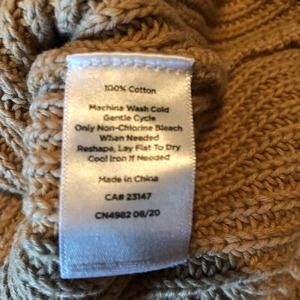 100% Cotton
Machine Wash Cold
Gentle Cycle
Only Non-Chlorine Bleach
When Needed
Reshape, Lay Flat To Dry
Cool Iron If Needed
Made in China
CA# 23147
CN4982 08/20